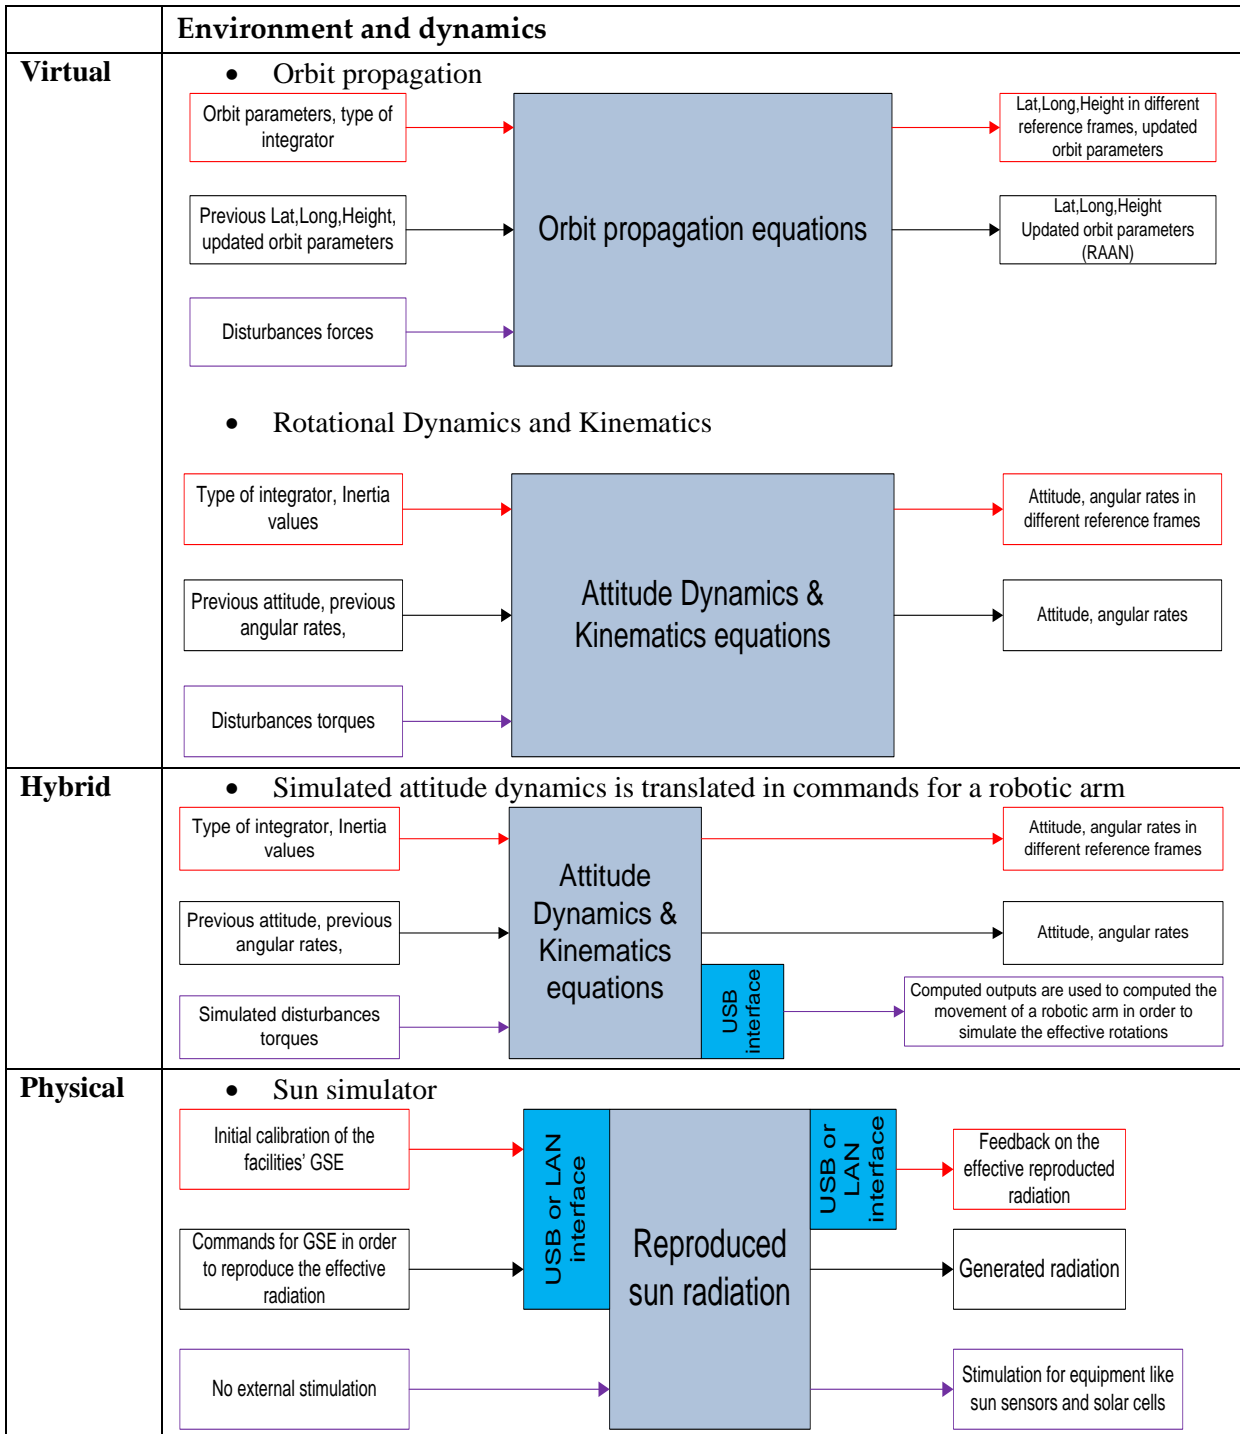 Environment and dynamics
Virtual
• Orbit propagation
Orbit parameters, type of
integrator
Previous Lat,Long,Height,
updated orbit parameters
Disturbances forces
Orbit propagation equations
Lat,Long,Height in different
reference frames, updated
orbit parameters
Lat,Long,Height
Updated orbit parameters
(RAAN)
• Rotational Dynamics and Kinematics
Type of integrator, Inertia
values
Previous attitude, previous
angular rates,
Disturbances torques
Attitude Dynamics &
Kinematics equations
Attitude, angular rates in
different reference frames
Attitude, angular rates
Hybrid
• Simulated attitude dynamics is translated in commands for a robotic arm
Type of integrator, Inertia
values
Previous attitude, previous
angular rates,
Simulated disturbances
torques
Attitude
Dynamics &
Kinematics
equations
USB
interface
Attitude, angular rates in
different reference frames
Attitude, angular rates
Computed outputs are used to computed the
movement of a robotic arm in order to
simulate the effective rotations
Physical
• Sun simulator
Initial calibration of the
facilities’ GSE
Commands for GSE in order
to reproduce the effective
radiation
No external stimulation
USB or LAN
interface
Reproduced
sun radiation
USB or
LAN
interface
Feedback on the
effective reproducted
radiation
Generated radiation
Stimulation for equipment like
sun sensors and solar cells